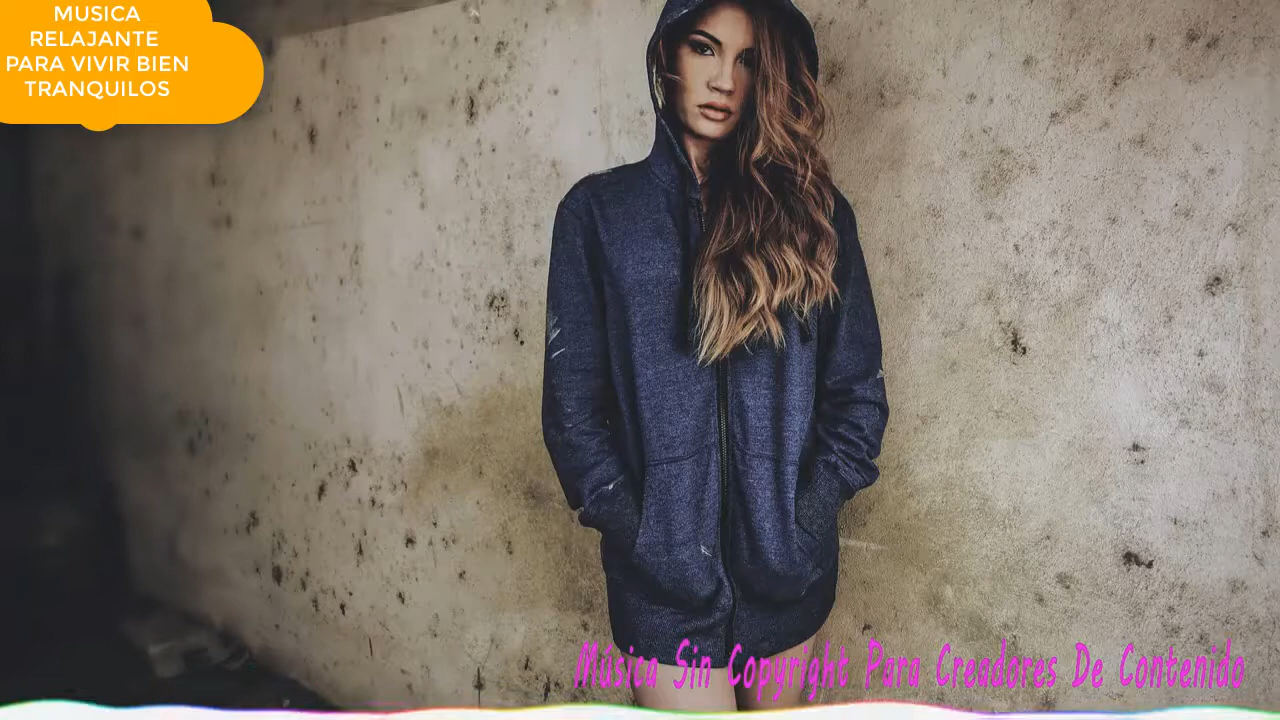 MUSICA
RELAJANTE
PARA VIVIR BIEN
TRANQUILOS
Música Sin Copyright Para Creadores De Contenido